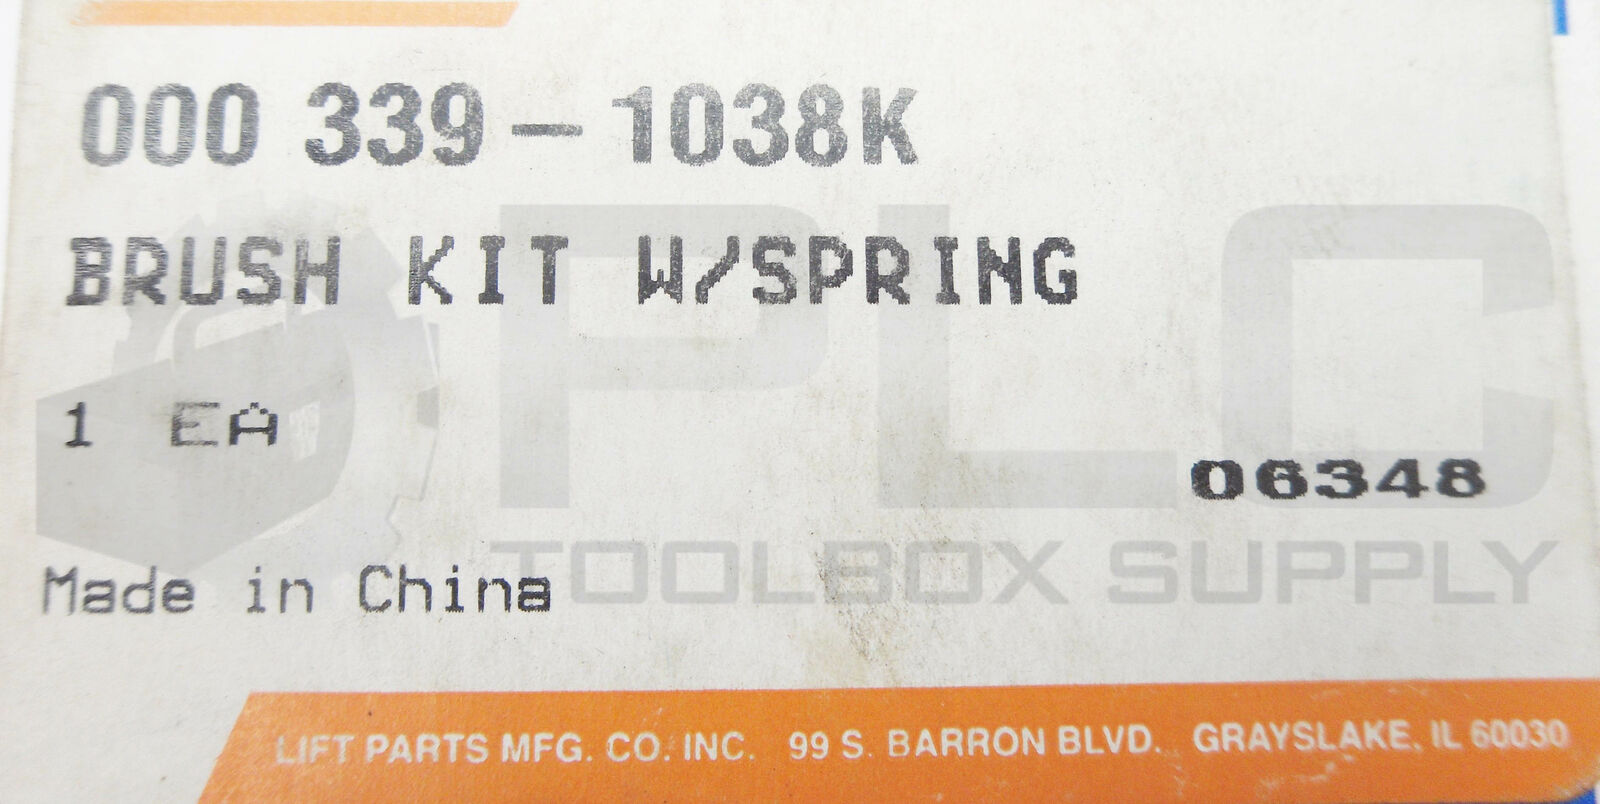 000 339-1038K
BRUSH KIT W/SPRING
1 EA
06348
Made in China
PLC
TOOLBOX SUPPLY
LIFT PARTS MFG. CO. INC. 99 S. BARRON BLVD. GRAYSLAKE, IL 60030